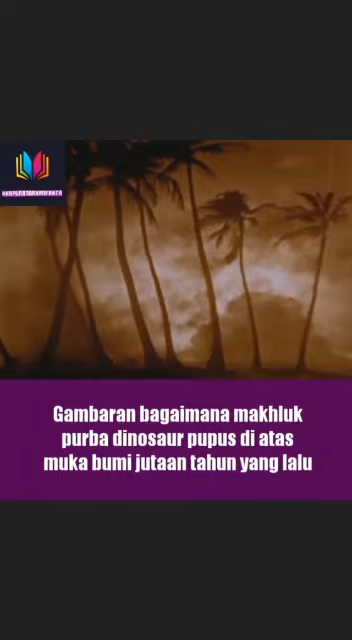 Gambaran bagaimana makhluk
purba dinosaur pupus di atas
muka bumi jutaan tahun yang lalu